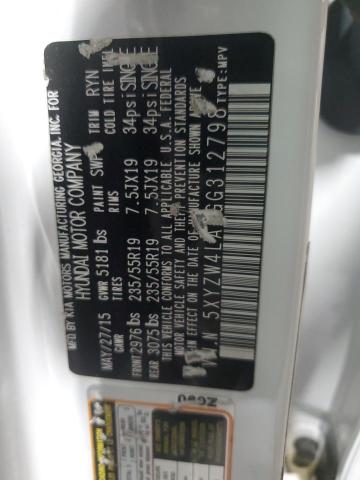 MFD BY KIA MOTORS MANUFACTURING GEORGIA, INC. FOR
HYUNDAI MOTOR COMPANY
MAY/27/15 GVWR 5181 lbs PAINT TRIM RYN
GAWR TIRES RIMS COLD TIRE
FRONT 2976 lbs 235/55R19 7.5JX19 34psi SINGLE
REAR 3075 lbs 235/55R19 7.5JX19 34psi SINGLE
THIS VEHICLE CONFORMS TO ALL APPLICABLE U.S.A. FEDERAL
MOTOR VEHICLE SAFETY AND THEFT PREVENTION STANDARDS
IN EFFECT ON THE DATE OF MANUFACTURE SHOWN ABOVE
5XYZW4 GG312798 TYPE:MPV